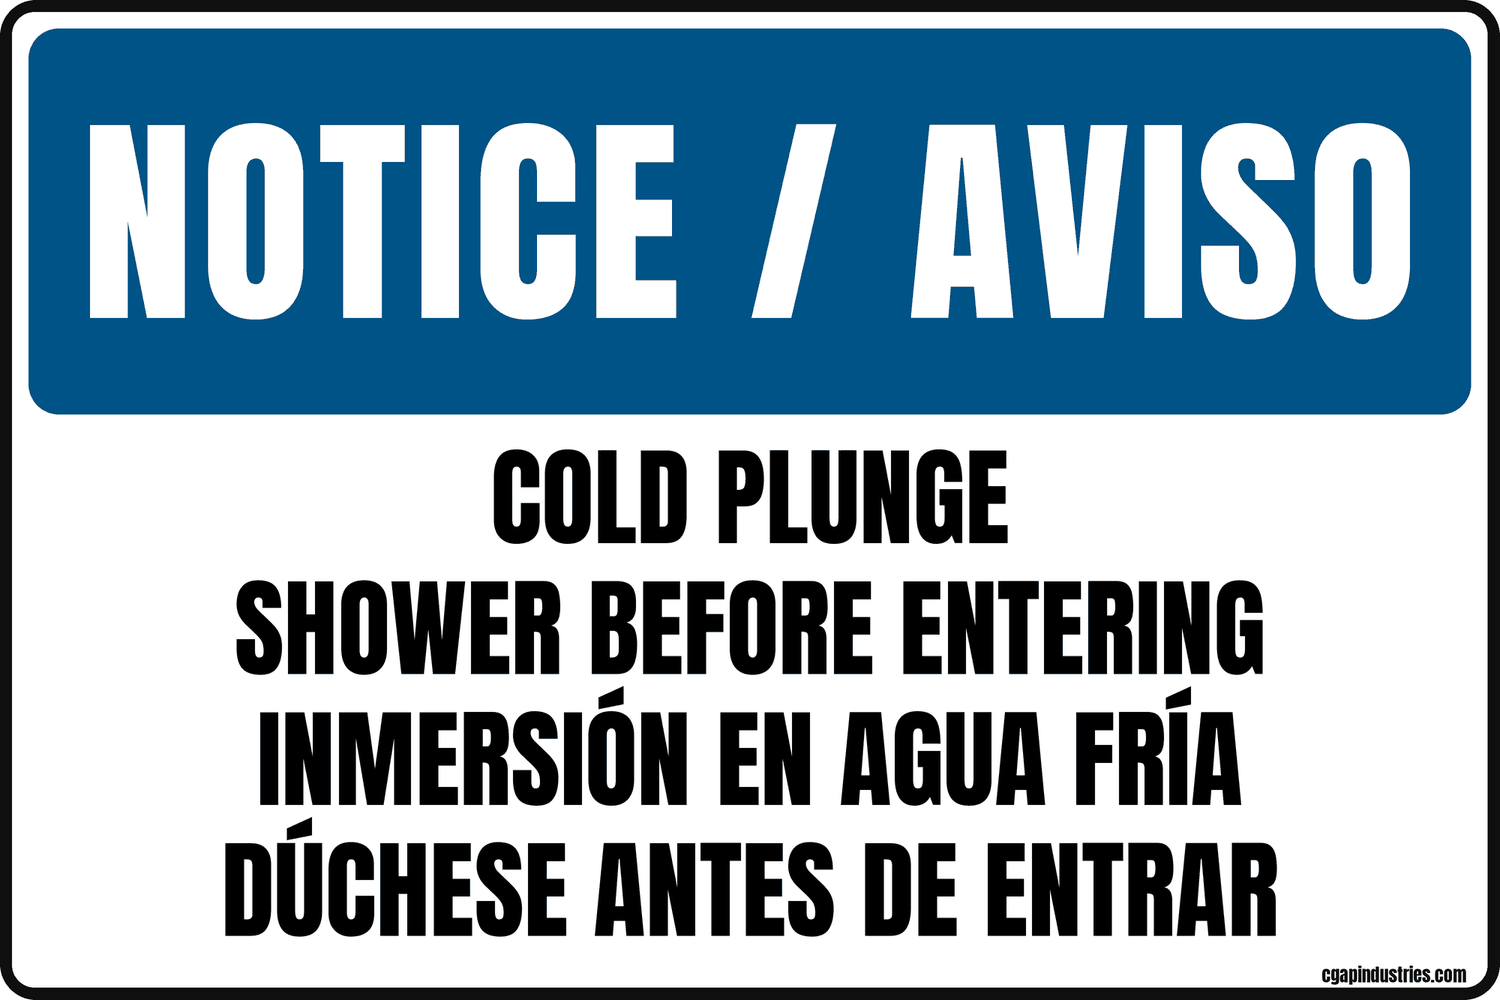 NOTICE / AVISO
COLD PLUNGE
SHOWER BEFORE ENTERING
INMERSIÓN EN AGUA FRÍA
DÚCHESE ANTES DE ENTRAR
cgapindustries.com